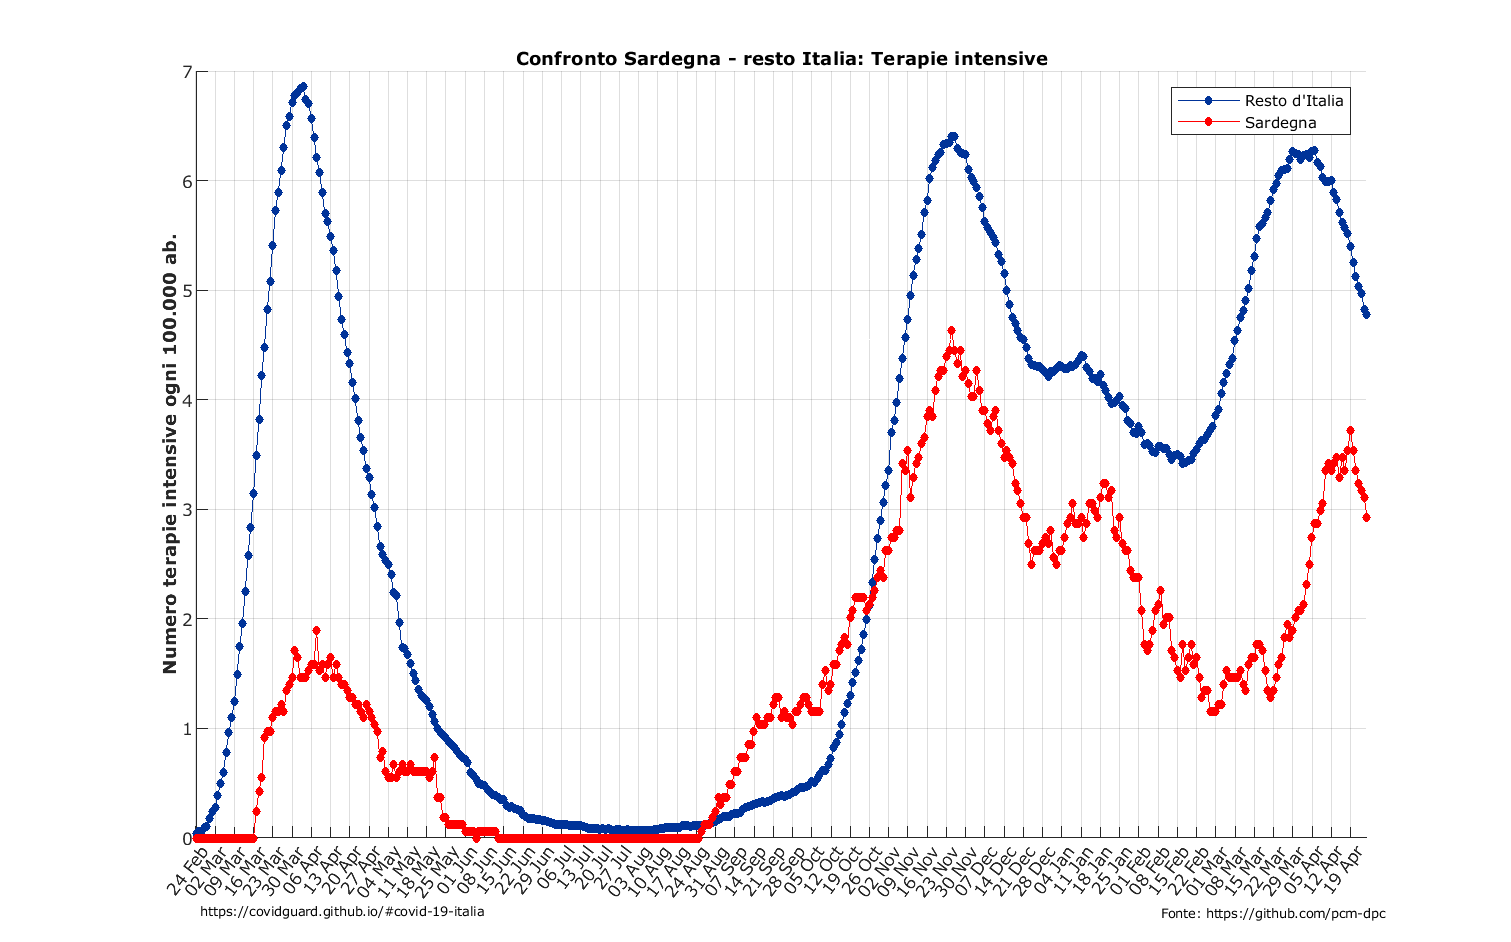 Confronto Sardegna - resto Italia: Terapie intensive
Resto d'Italia
Sardegna
Numero terapie intensive ogni 100.000 ab.
7
6
5
4
3
2
1
0
24 Feb
02 Mar
09 Mar
16 Mar
23 Mar
30 Mar
06 Apr
13 Apr
20 Apr
27 Apr
04 May
11 May
18 May
25 May
01 Jun
08 Jun
15 Jun
22 Jun
29 Jun
06 Jul
13 Jul
20 Jul
27 Jul
03 Aug
10 Aug
17 Aug
24 Aug
31 Aug
07 Sep
14 Sep
21 Sep
28 Sep
05 Oct
12 Oct
19 Oct
26 Oct
02 Nov
09 Nov
16 Nov
23 Nov
30 Nov
07 Dec
14 Dec
21 Dec
28 Dec
04 Jan
11 Jan
18 Jan
25 Jan
01 Feb
08 Feb
15 Feb
22 Feb
01 Mar
08 Mar
15 Mar
22 Mar
29 Mar
05 Apr
12 Apr
19 Apr
https://covidguard.github.io/#covid-19-italia
Fonte: https://github.com/pcm-dpc